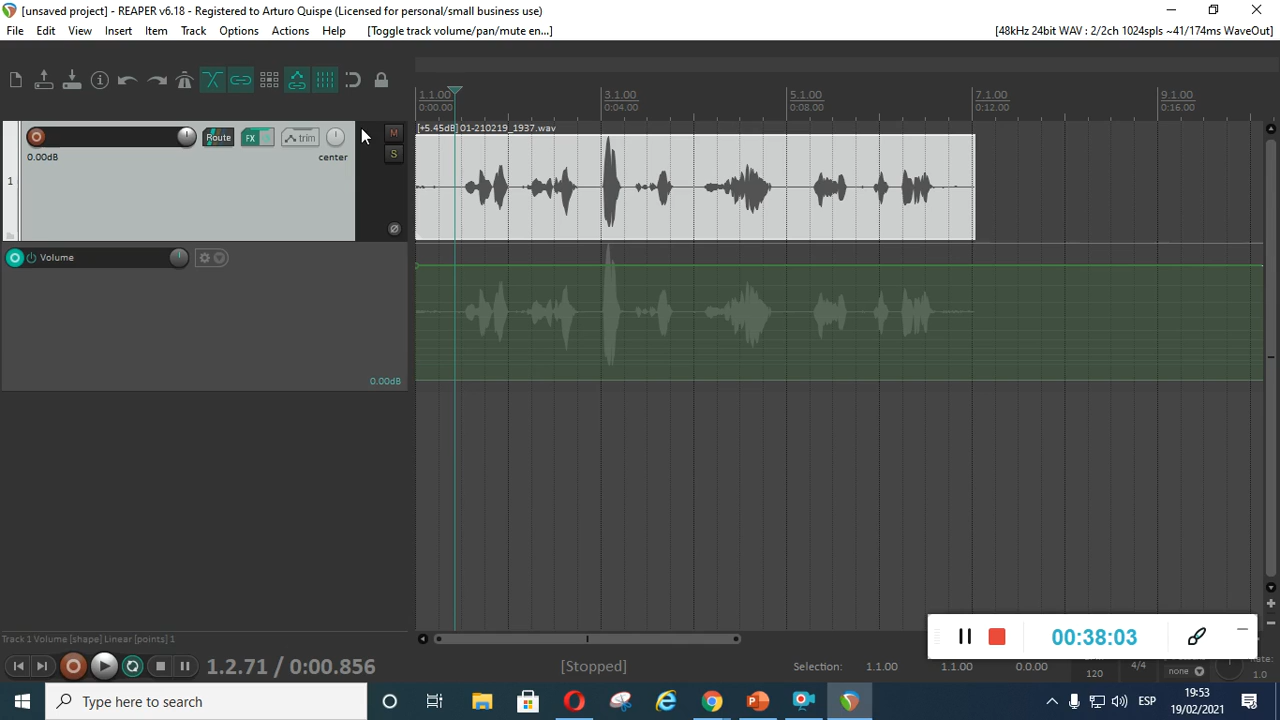 [unsaved project] - REAPER v6.18 - Registered to Arturo Quispe (Licensed for personal/small business use)
File Edit View Insert Item Track Options Actions Help [Toggle track volume/pan/mute en...] [48kHz 24bit WAV : 2/2ch 1024spls ~41/174ms WaveOut]
1.1.00 3.1.00 5.1.00 7.1.00 9.1.00
0:00.00 0:04.00 0:08.00 0:12.00 0:16.00
[+5.45dB] 01-210219_1937.wav
Route FX trim M
0.00dB center S
1
Volume
0.00dB
Track 1 Volume [shape] Linear [points] 1
00:38:03
1.2.71 / 0:00.856 [Stopped] Selection: 1.1.00 1.1.00 0.0.00 120 4/4 none Rate: 1.0
Type here to search
ESP 19:53
19/02/2021